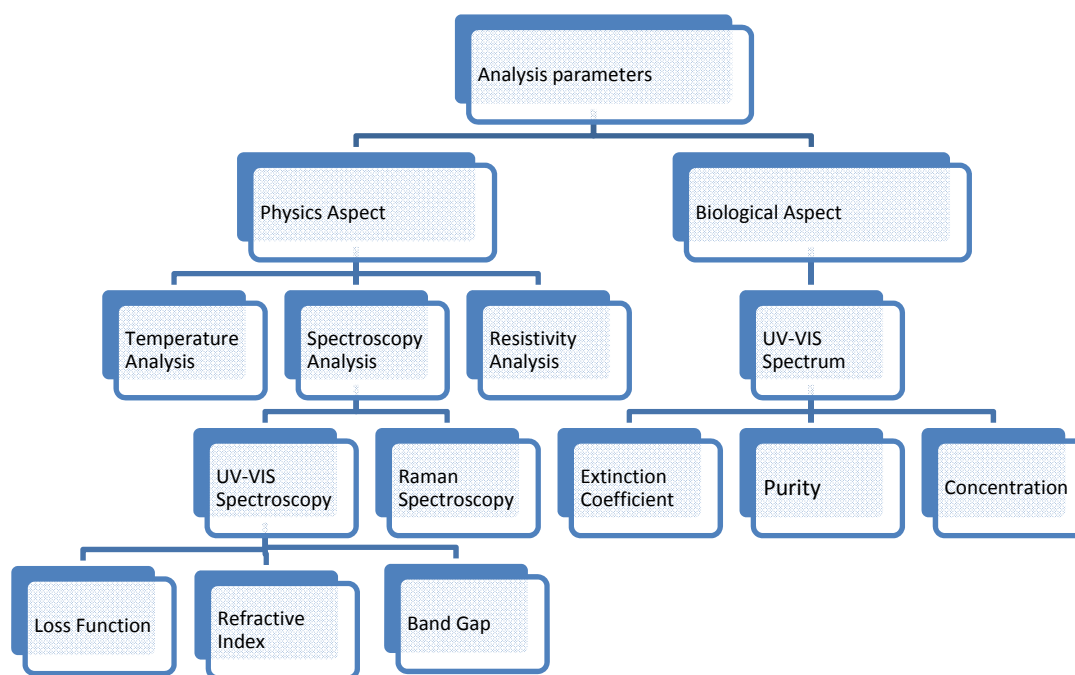 Analysis parameters
Physics Aspect
Biological Aspect
Temperature
Analysis
Spectroscopy
Analysis
Resistivity
Analysis
UV-VIS
Spectrum
UV-VIS
Spectroscopy
Raman
Spectroscopy
Extinction
Coefficient
Purity
Concentration
Loss Function
Refractive
Index
Band Gap